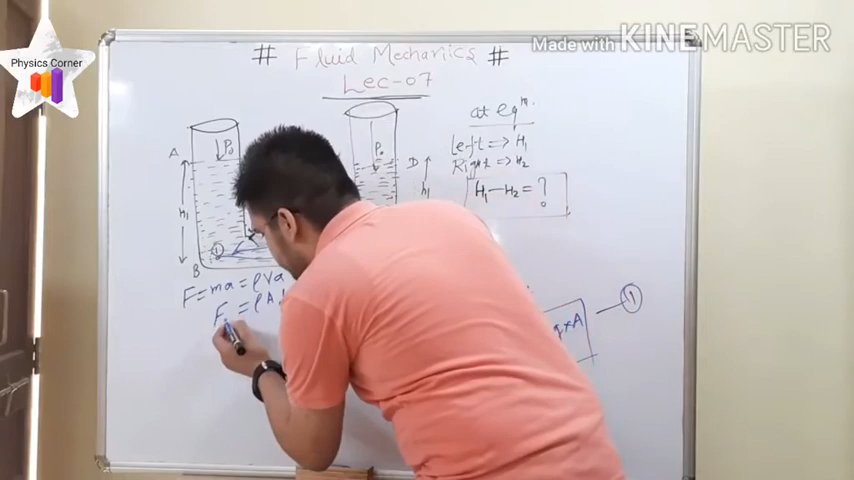 Physics Corner
Made with KINEMASTER
# Fluid Mechanics #
Lec-07
at eqm.
Left => H₁
Right => H₂
H₁-H₂ = ?
P₀
P₀
A
D
H₁
h₁
①
B
F = ma = ρVa
F = ρA
g×A
①